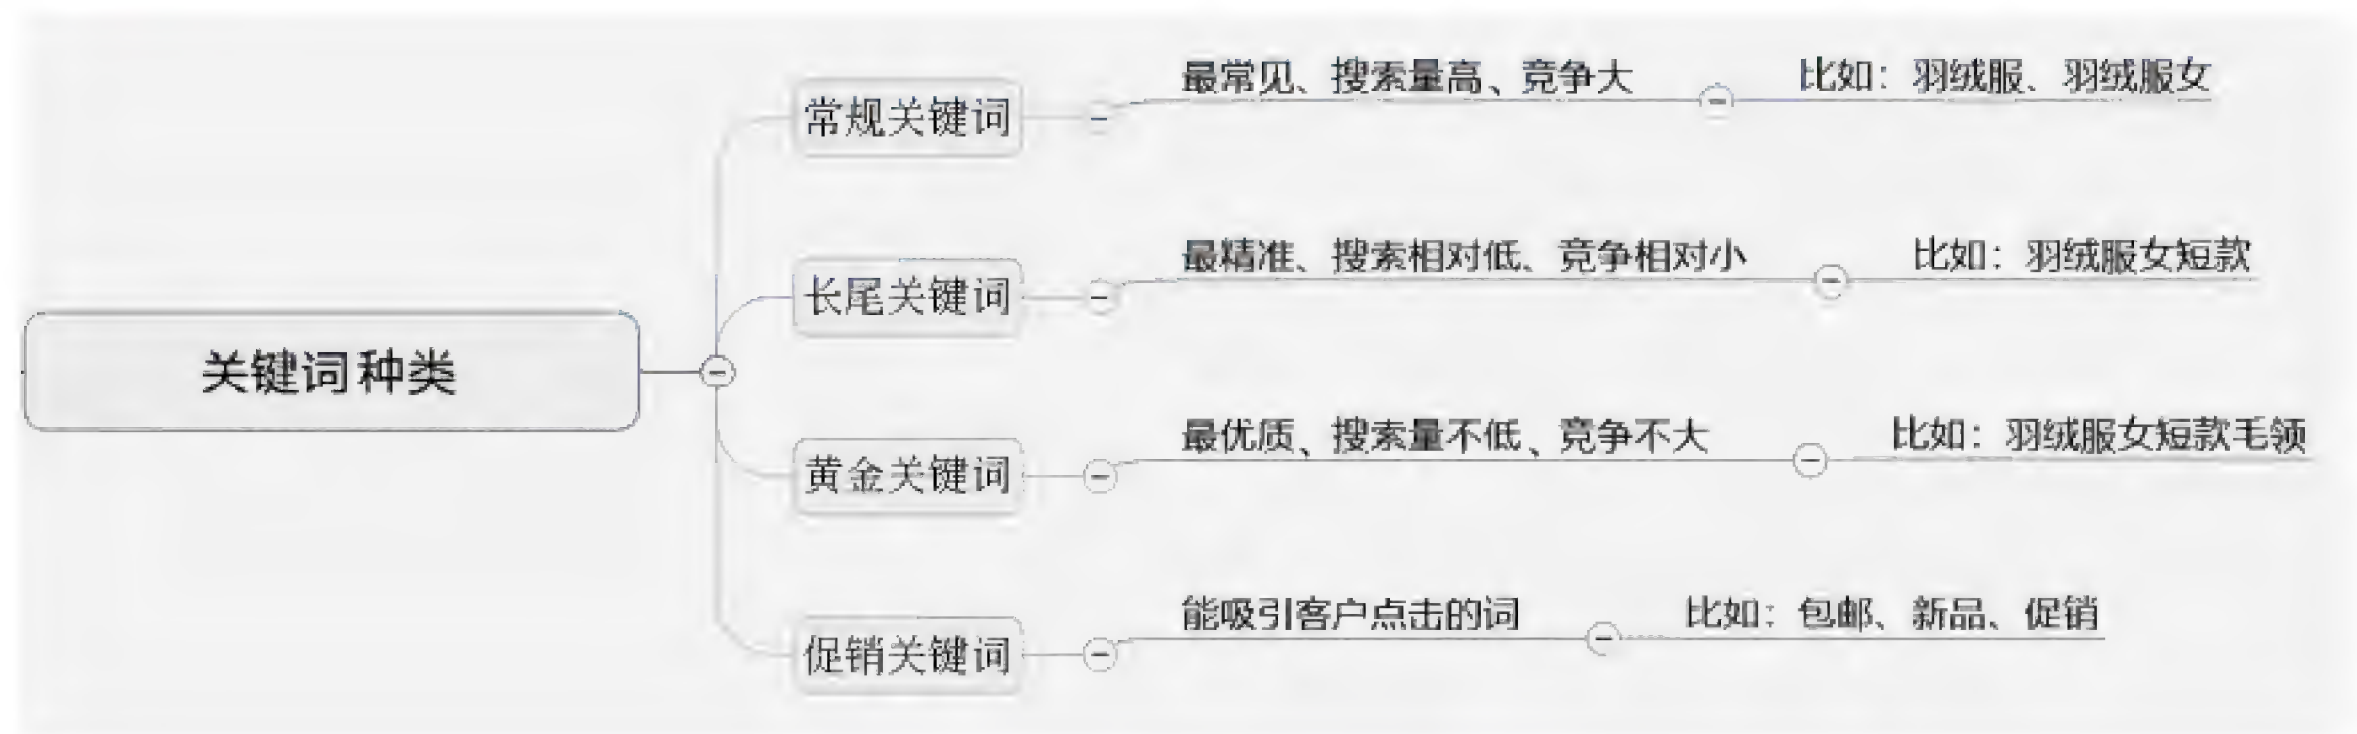 关键词种类
常规关键词
最常见、搜索量高、竞争大
比如：羽绒服、羽绒服女
长尾关键词
最精准、搜索相对低、竞争相对小
比如：羽绒服女短款
黄金关键词
最优质、搜索量不低、竞争不大
比如：羽绒服女短款毛领
促销关键词
能吸引客户点击的词
比如：包邮、新品、促销